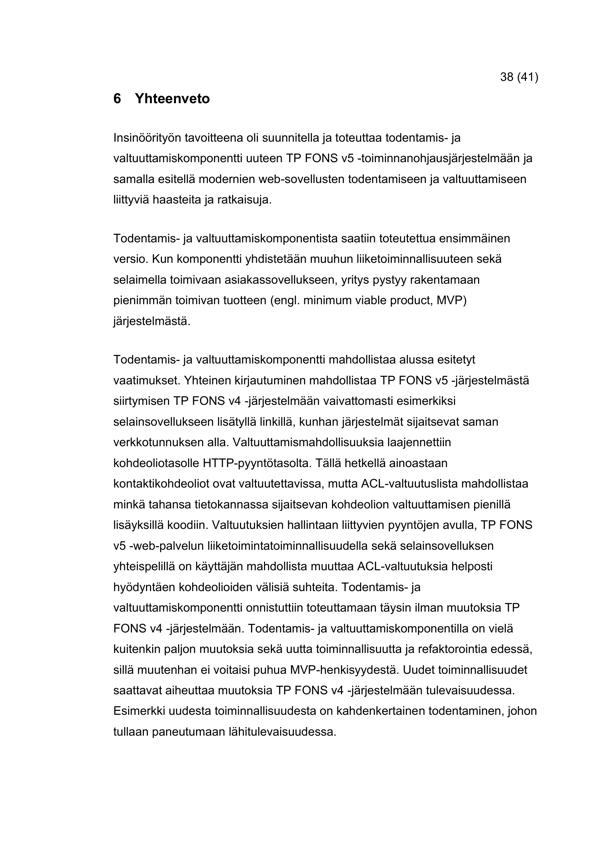 38 (41)
6 Yhteenveto
Insinöörityön tavoitteena oli suunnitella ja toteuttaa todentamis- ja
valtuuttamiskomponentti uuteen TP FONS v5 -toiminnanohjausjärjestelmään ja
samalla esitellä modernien web-sovellusten todentamiseen ja valtuuttamiseen
liittyviä haasteita ja ratkaisuja.
Todentamis- ja valtuuttamiskomponentista saatiin toteutettua ensimmäinen
versio. Kun komponentti yhdistetään muuhun liiketoiminnallisuuteen sekä
selaimella toimivaan asiakassovellukseen, yritys pystyy rakentamaan
pienimmän toimivan tuotteen (engl. minimum viable product, MVP)
järjestelmästä.
Todentamis- ja valtuuttamiskomponentti mahdollistaa alussa esitetyt
vaatimukset. Yhteinen kirjautuminen mahdollistaa TP FONS v5 -järjestelmästä
siirtymisen TP FONS v4 -järjestelmään vaivattomasti esimerkiksi
selainsovellukseen lisätyllä linkillä, kunhan järjestelmät sijaitsevat saman
verkkotunnuksen alla. Valtuuttamismahdollisuuksia laajennettiin
kohdeoliotasolle HTTP-pyyntötasolta. Tällä hetkellä ainoastaan
kontaktikohdeoliot ovat valtuutettavissa, mutta ACL-valtuutuslista mahdollistaa
minkä tahansa tietokannassa sijaitsevan kohdeolion valtuuttamisen pienillä
lisäyksillä koodiin. Valtuutuksien hallintaan liittyvien pyyntöjen avulla, TP FONS
v5 -web-palvelun liiketoimintatoiminnallisuudella sekä selainsovelluksen
yhteispelillä on käyttäjän mahdollista muuttaa ACL-valtuutuksia helposti
hyödyntäen kohdeolioiden välisiä suhteita. Todentamis- ja
valtuuttamiskomponentti onnistuttiin toteuttamaan täysin ilman muutoksia TP
FONS v4 -järjestelmään. Todentamis- ja valtuuttamiskomponentilla on vielä
kuitenkin paljon muutoksia sekä uutta toiminnallisuutta ja refaktorointia edessä,
sillä muutenhan ei voitaisi puhua MVP-henkisyydestä. Uudet toiminnallisuudet
saattavat aiheuttaa muutoksia TP FONS v4 -järjestelmään tulevaisuudessa.
Esimerkki uudesta toiminnallisuudesta on kahdenkertainen todentaminen, johon
tullaan paneutumaan lähitulevaisuudessa.